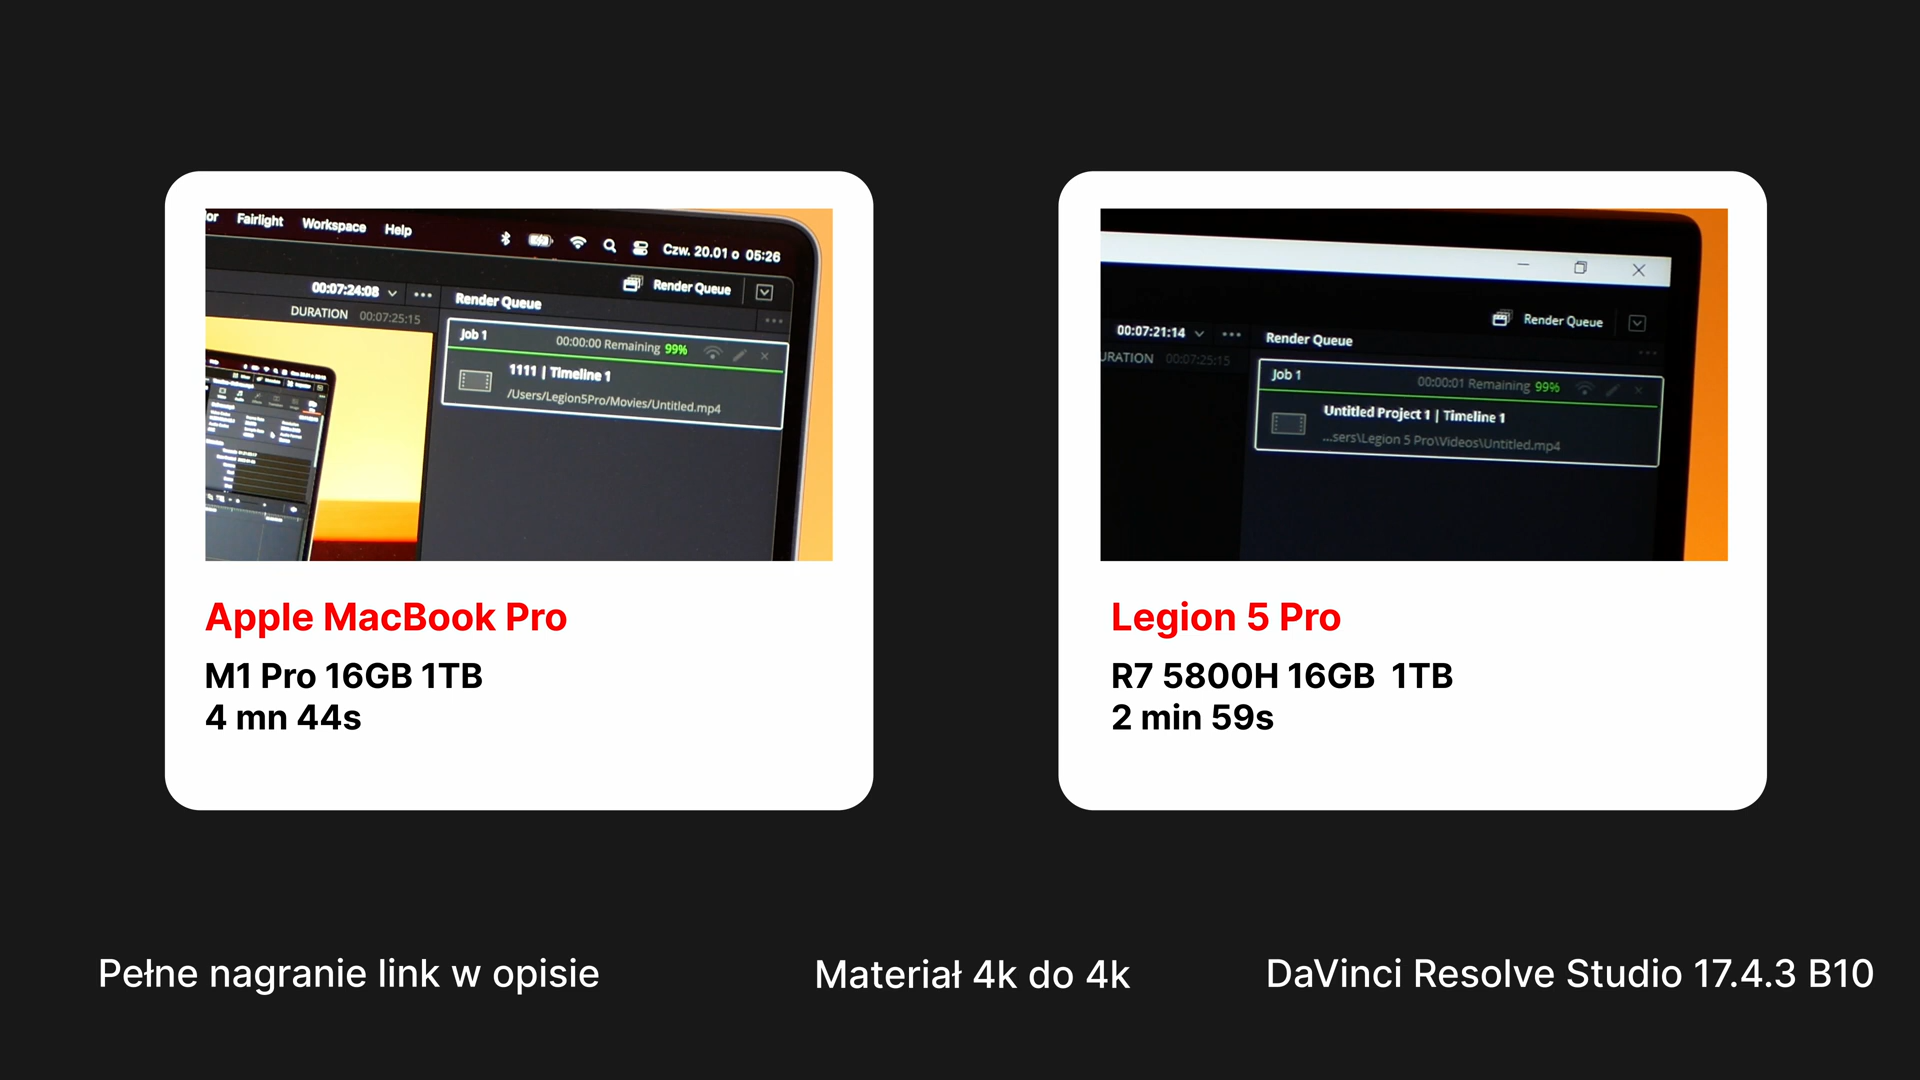 Fairlight Workspace Help
Czw. 20.01 o 05:26
Render Queue
00:07:24:08
Render Queue
DURATION 00:07:25:15
Job 1
00:00:00 Remaining 99%
1111 | Timeline 1
/Users/Legion5Pro/Movies/Untitled.mp4
Apple MacBook Pro
M1 Pro 16GB 1TB
4 mn 44s
Render Queue
00:07:21:14
Render Queue
00:07:25:15
Job 1
00:00:01 Remaining 99%
Untitled Project 1 | Timeline 1
...sers\Legion 5 Pro\Videos\Untitled.mp4
Legion 5 Pro
R7 5800H 16GB 1TB
2 min 59s
Pełne nagranie link w opisie
Materiał 4k do 4k
DaVinci Resolve Studio 17.4.3 B10